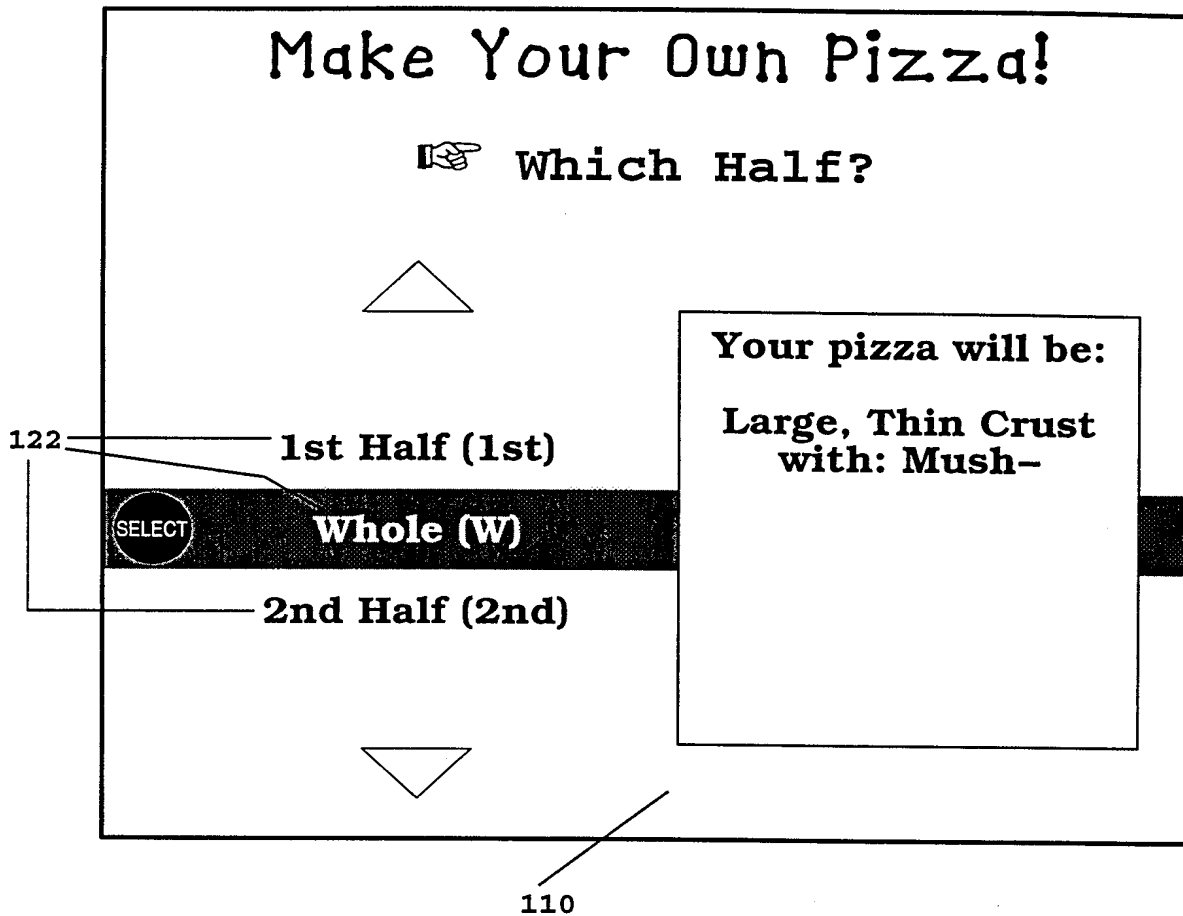 Make Your Own Pizza!
☞ Which Half?
Your pizza will be:
Large, Thin Crust
with: Mush–
122
1st Half (1st)
SELECT
Whole (W)
2nd Half (2nd)
110